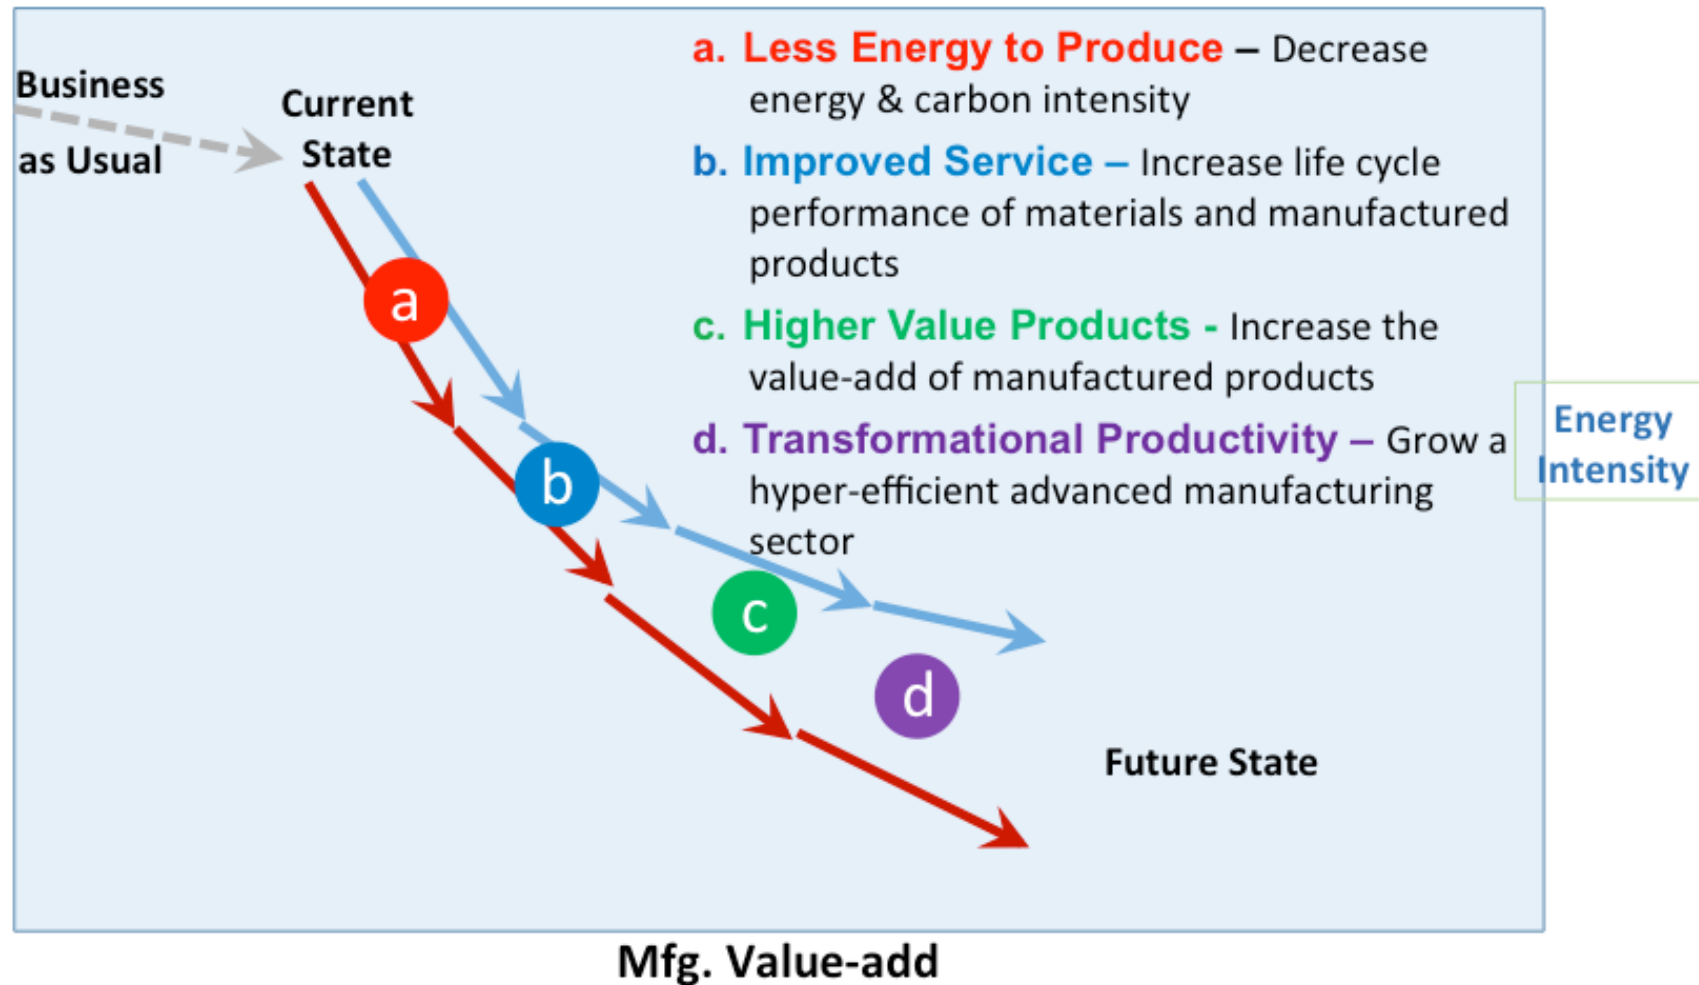 Business
as Usual
Current
State
a. Less Energy to Produce – Decrease
energy & carbon intensity
b. Improved Service – Increase life cycle
performance of materials and manufactured
products
c. Higher Value Products - Increase the
value-add of manufactured products
d. Transformational Productivity – Grow a
hyper-efficient advanced manufacturing
sector
Energy
Intensity
a
b
c
d
Future State
Mfg. Value-add